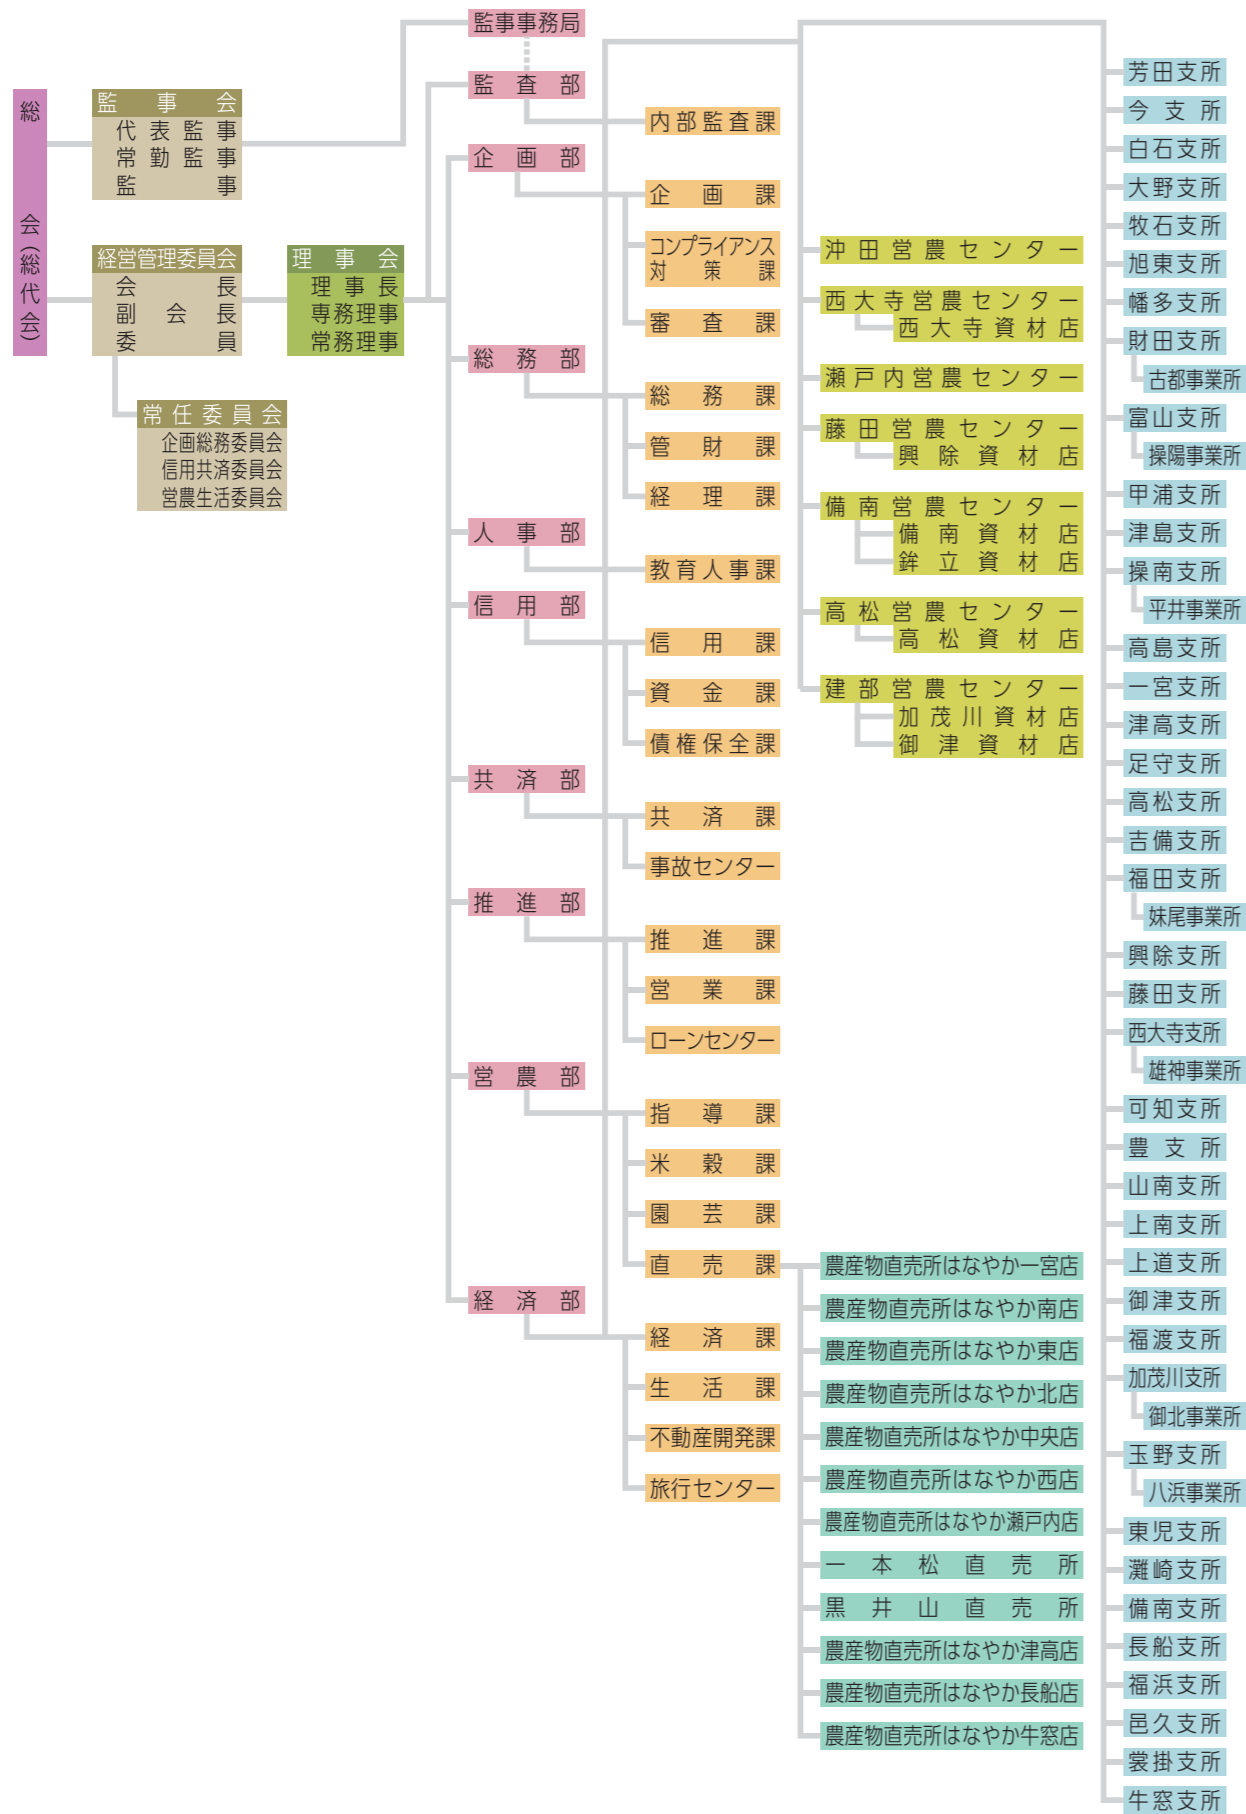 総会(総代会)
監事会
代表監事
常勤監事
監事
経営管理委員会
会長
副会長
委員
常任委員会
企画総務委員会
信用共済委員会
営農生活委員会
理事会
理事長
専務理事
常務理事
監事事務局
監査部
内部監査課
企画部
企画課
コンプライアンス
対策課
審査課
総務部
総務課
管財課
経理課
人事部
教育人事課
信用部
信用課
資金課
債権保全課
共済部
共済課
事故センター
推進部
推進課
営業課
ローンセンター
営農部
指導課
米穀課
園芸課
直売課
経済部
経済課
生活課
不動産開発課
旅行センター
沖田営農センター
西大寺営農センター
西大寺資材店
瀬戸内営農センター
藤田営農センター
興除資材店
備南営農センター
備南資材店
鉾立資材店
高松営農センター
高松資材店
建部営農センター
加茂川資材店
御津資材店
農産物直売所はなやか一宮店
農産物直売所はなやか南店
農産物直売所はなやか東店
農産物直売所はなやか北店
農産物直売所はなやか中央店
農産物直売所はなやか西店
農産物直売所はなやか瀬戸内店
一本松直売所
黒井山直売所
農産物直売所はなやか津高店
農産物直売所はなやか長船店
農産物直売所はなやか牛窓店
芳田支所
今支所
白石支所
大野支所
牧石支所
旭東支所
幡多支所
財田支所
古都事業所
富山支所
操陽事業所
甲浦支所
津島支所
操南支所
平井事業所
高島支所
一宮支所
津高支所
足守支所
高松支所
吉備支所
福田支所
妹尾事業所
興除支所
藤田支所
西大寺支所
雄神事業所
可知支所
豊支所
山南支所
上南支所
上道支所
御津支所
福渡支所
加茂川支所
御北事業所
玉野支所
八浜事業所
東児支所
灘崎支所
備南支所
長船支所
福浜支所
邑久支所
裳掛支所
牛窓支所